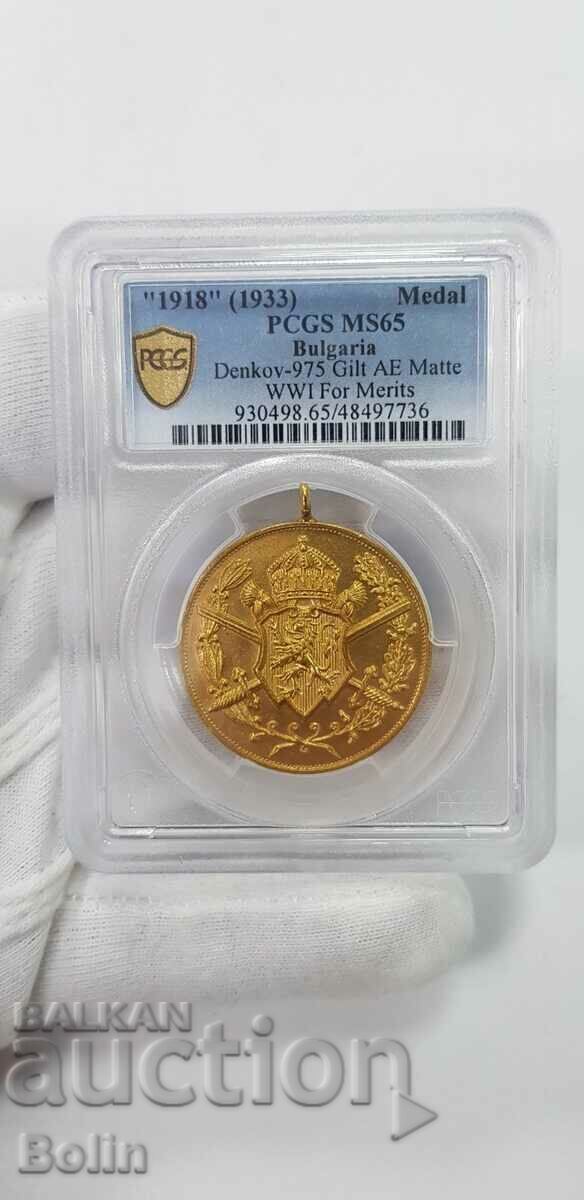 "1918" (1933) Medal
PCGS MS65
Bulgaria
Denkov-975 Gilt AE Matte
WWI For Merits
930498.65/48497736
PCGS
PCGS
BALKAN
auction
Bolin